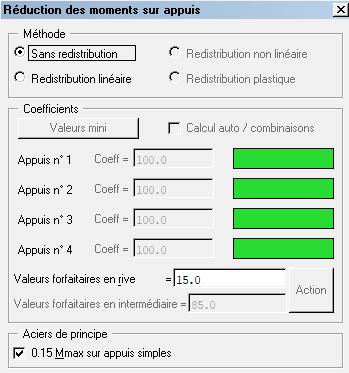 Réduction des moments sur appuis
Méthode
Sans redistribution
Redistribution non linéaire
Redistribution linéaire
Redistribution plastique
Coefficients
Valeurs mini
Calcul auto / combinaisons
Appuis n° 1 Coeff = 100.0
Appuis n° 2 Coeff = 100.0
Appuis n° 3 Coeff = 100.0
Appuis n° 4 Coeff = 100.0
Valeurs forfaitaires en rive = 15.0
Action
Valeurs forfaitaires en intermédiaire = 85.0
Aciers de principe
0.15 Mmax sur appuis simples